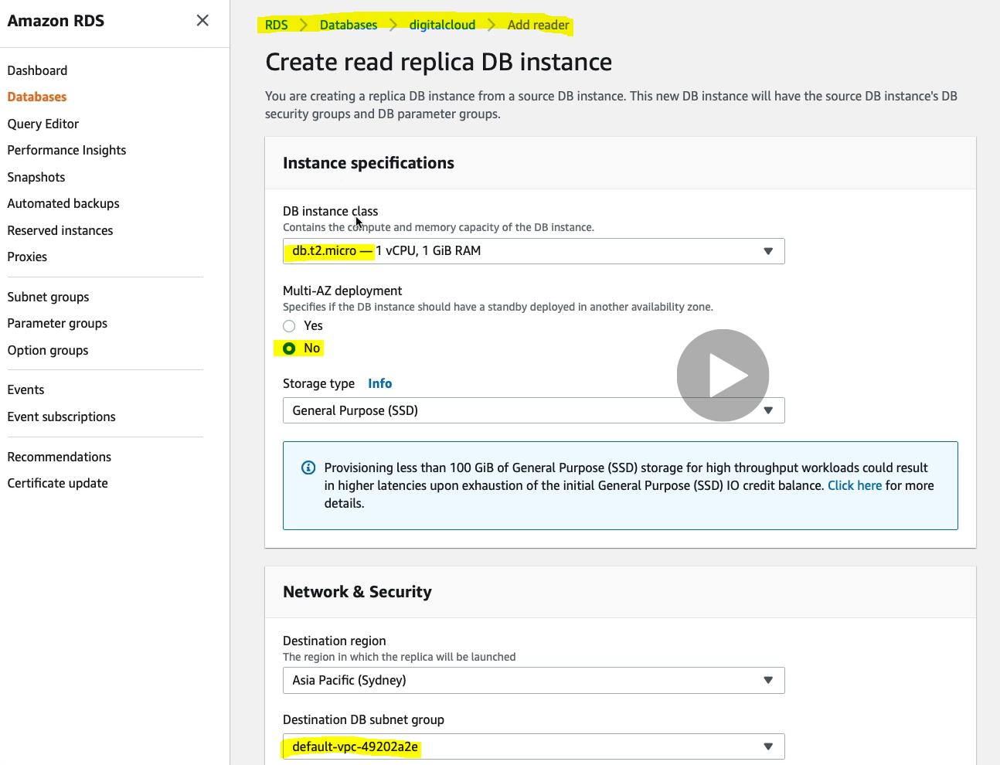 Amazon RDS
Dashboard
Databases
Query Editor
Performance Insights
Snapshots
Automated backups
Reserved instances
Proxies
Subnet groups
Parameter groups
Option groups
Events
Event subscriptions
Recommendations
Certificate update
RDS > Databases > digitalcloud > Add reader
Create read replica DB instance
You are creating a replica DB instance from a source DB instance. This new DB instance will have the source DB instance's DB
security groups and DB parameter groups.
Instance specifications
DB instance class
Contains the compute and memory capacity of the DB instance.
db.t2.micro — 1 vCPU, 1 GiB RAM
Multi-AZ deployment
Specifies if the DB instance should have a standby deployed in another availability zone.
Yes
No
Storage type Info
General Purpose (SSD)
Provisioning less than 100 GiB of General Purpose (SSD) storage for high throughput workloads could result
in higher latencies upon exhaustion of the initial General Purpose (SSD) IO credit balance. Click here for more
details.
Network & Security
Destination region
The region in which the replica will be launched
Asia Pacific (Sydney)
Destination DB subnet group
default-vpc-49202a2e